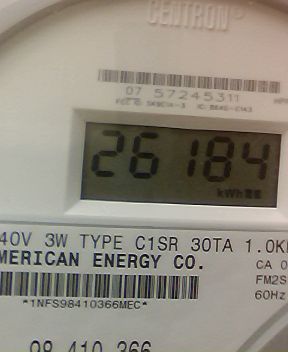 CENTRON®
07 57245311
26184
kWh
40V 3W TYPE C1SR 30TA 1.0K
MERICAN ENERGY CO.
CA 0
FM2S
*1NFS98410366MEC*
60Hz
98 410 366